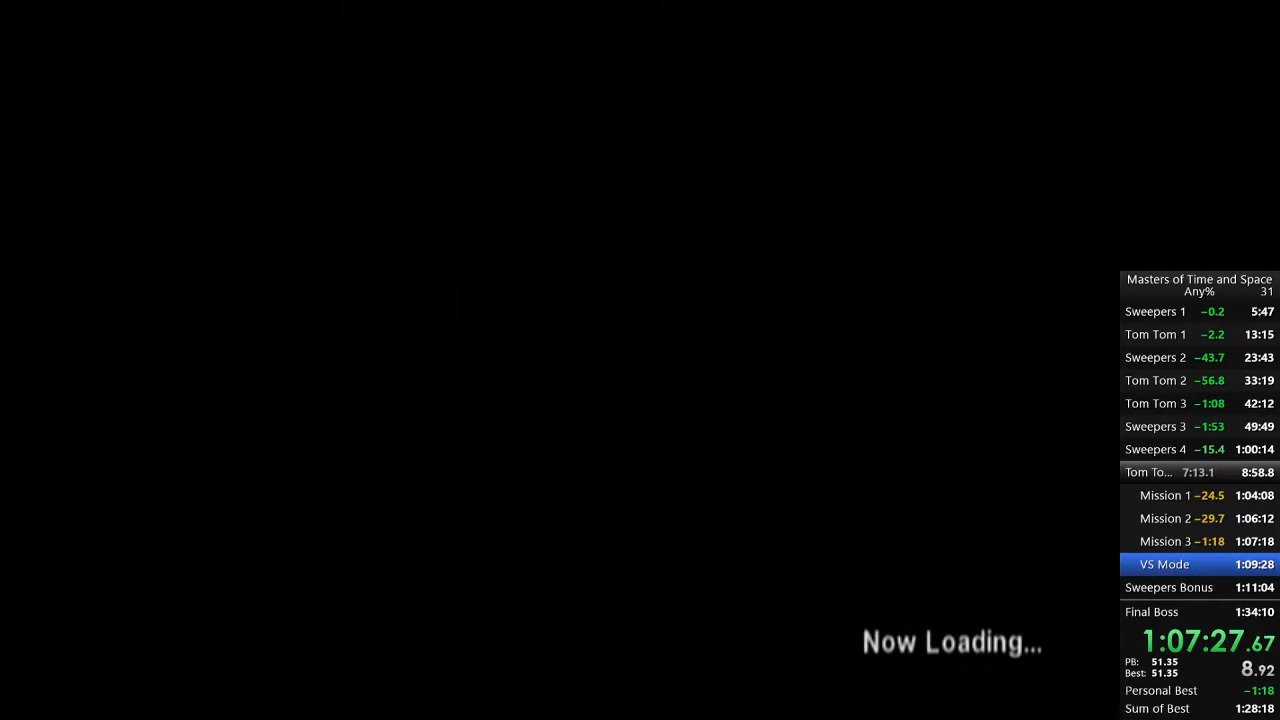 Masters of Time and Space
Any% 31
Sweepers 1 −0.2 5:47
Tom Tom 1 −2.2 13:15
Sweepers 2 −43.7 23:43
Tom Tom 2 −56.8 33:19
Tom Tom 3 −1:08 42:12
Sweepers 3 −1:53 49:49
Sweepers 4 −15.4 1:00:14
Tom To... 7:13.1 8:58.8
Mission 1 −24.5 1:04:08
Mission 2 −29.7 1:06:12
Mission 3 −1:18 1:07:18
VS Mode 1:09:28
Sweepers Bonus 1:11:04
Final Boss 1:34:10
1:07:27.67
PB: 51.35
Best: 51.35
8.92
Personal Best −1:18
Sum of Best 1:28:18
Now Loading...